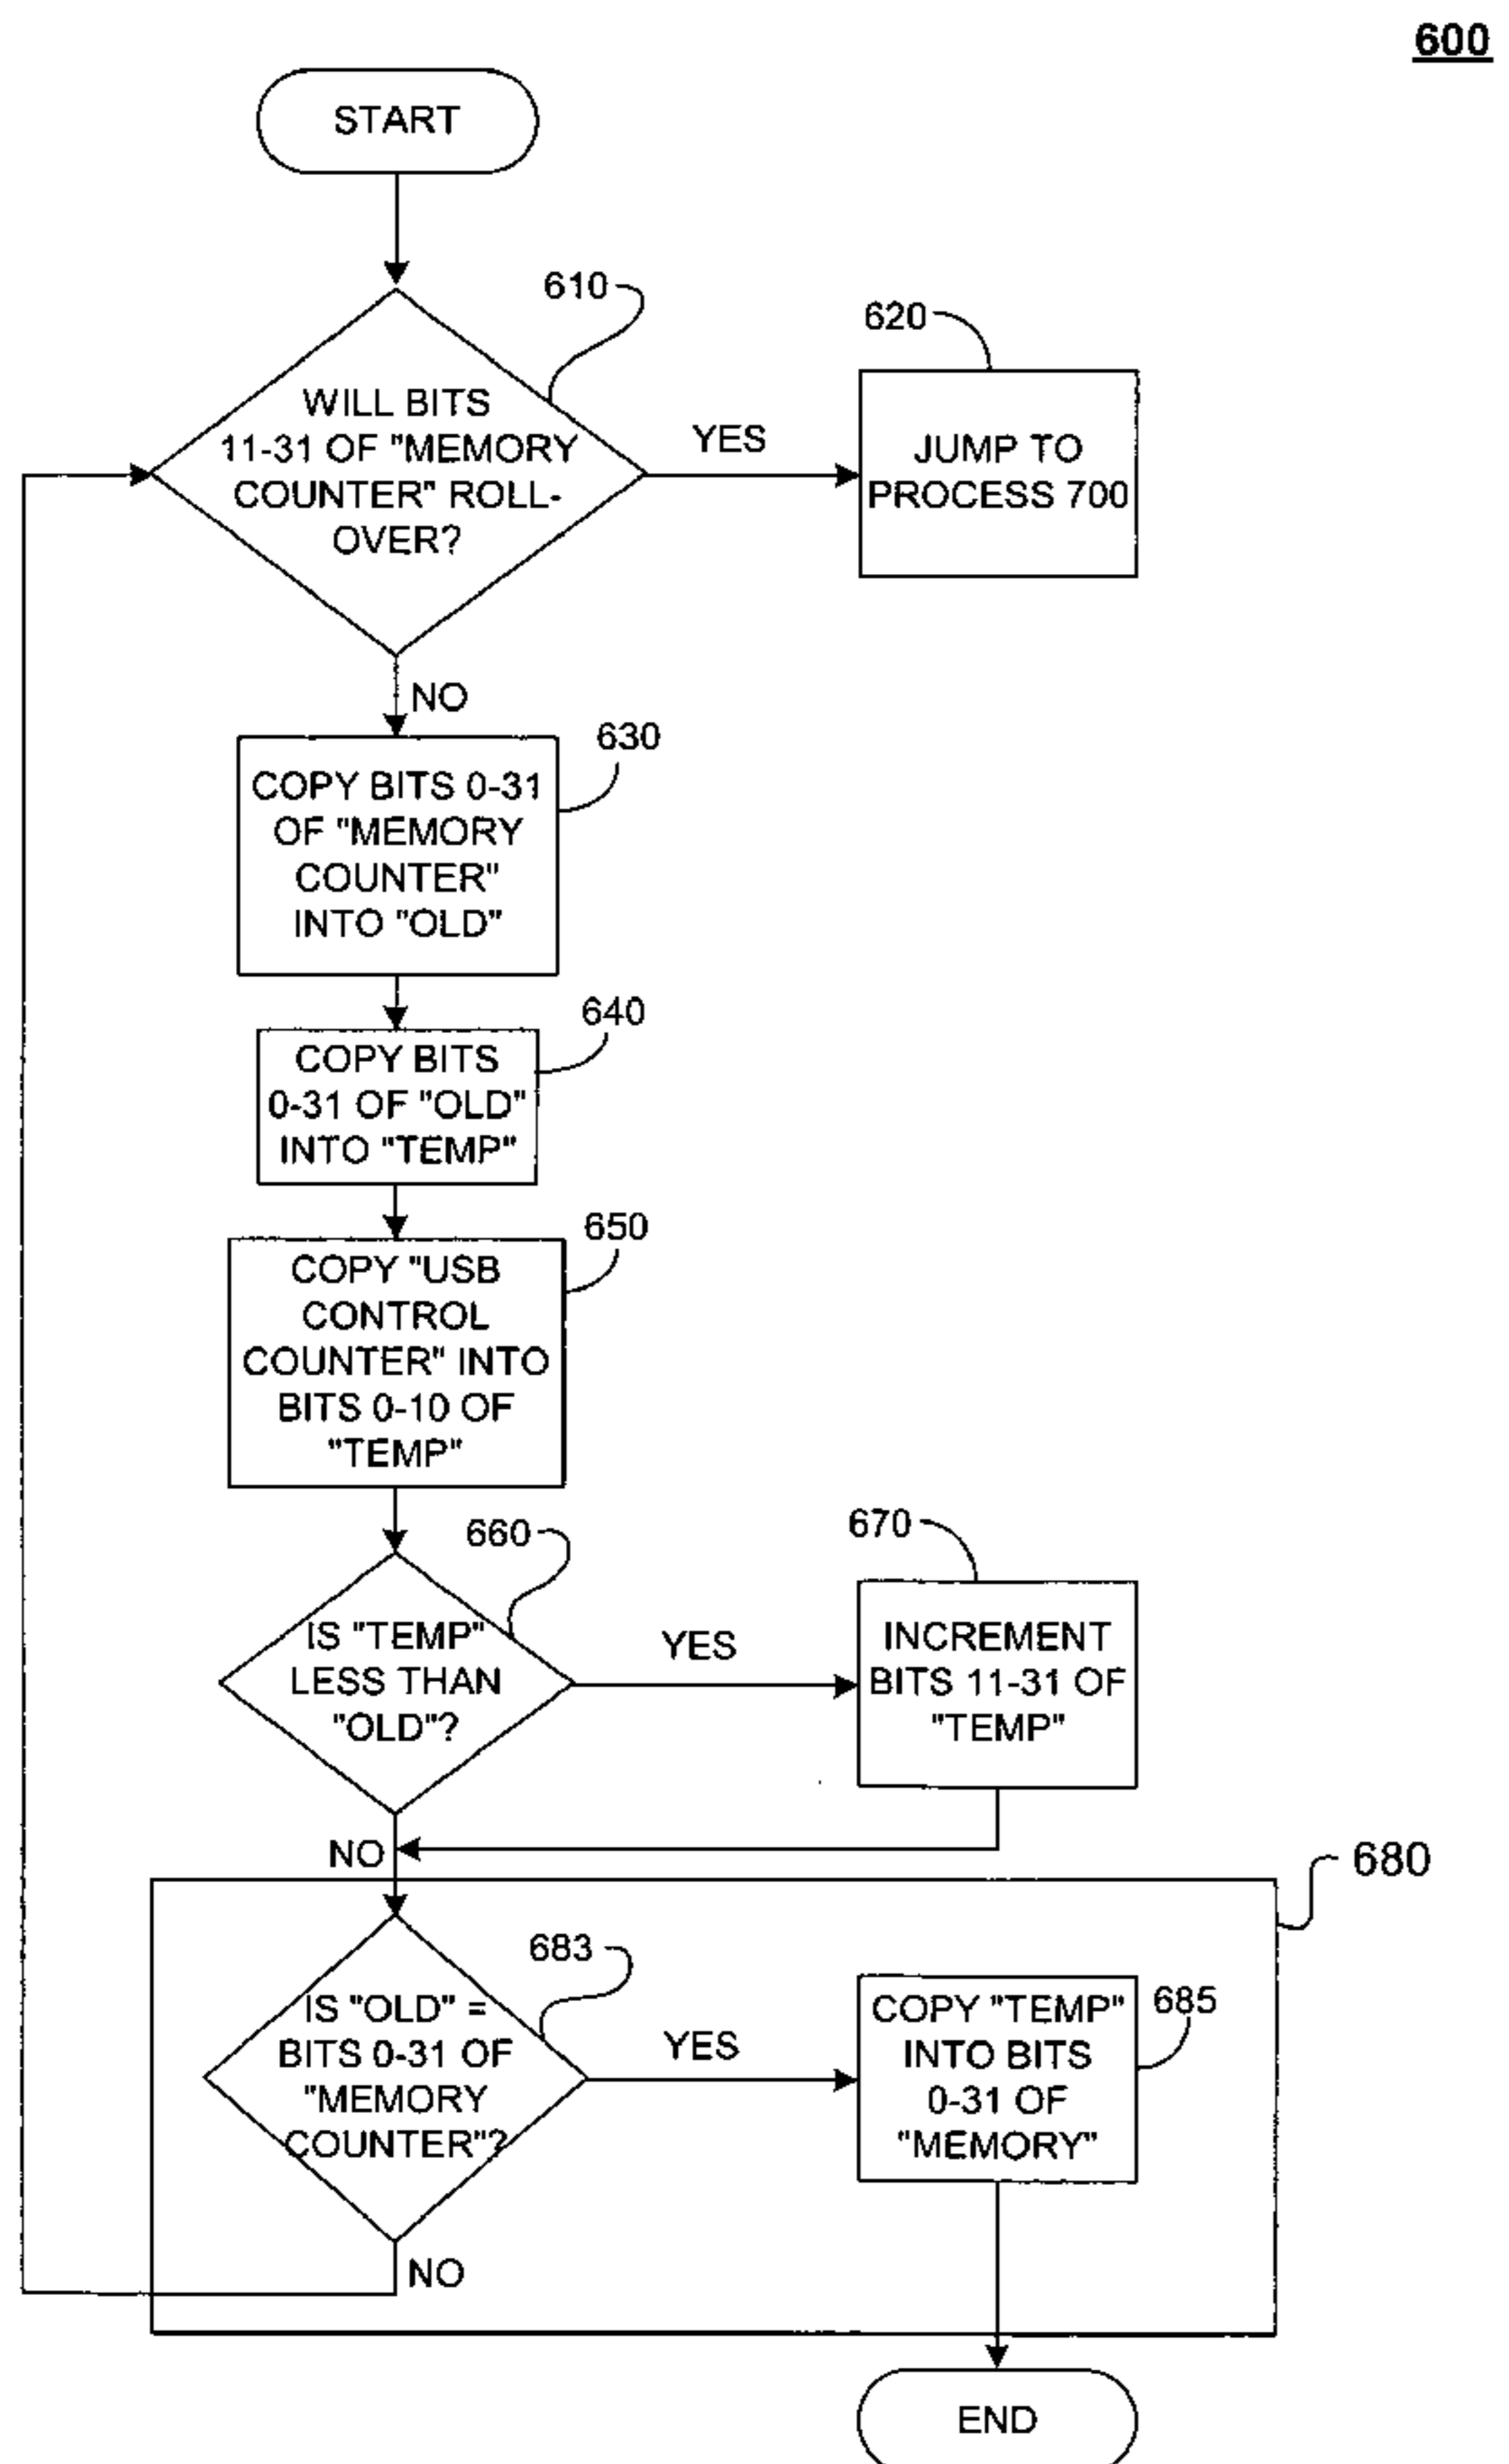 600
START
610
WILL BITS
11-31 OF "MEMORY
COUNTER" ROLL-
OVER?
YES
620
JUMP TO
PROCESS 700
NO
630
COPY BITS 0-31
OF "MEMORY
COUNTER"
INTO "OLD"
640
COPY BITS
0-31 OF "OLD"
INTO "TEMP"
650
COPY "USB
CONTROL
COUNTER" INTO
BITS 0-10 OF
"TEMP"
660
IS "TEMP"
LESS THAN
"OLD"?
YES
670
INCREMENT
BITS 11-31 OF
"TEMP"
NO
680
683
IS "OLD" =
BITS 0-31 OF
"MEMORY
COUNTER"?
YES
685
COPY "TEMP"
INTO BITS
0-31 OF
"MEMORY"
NO
END